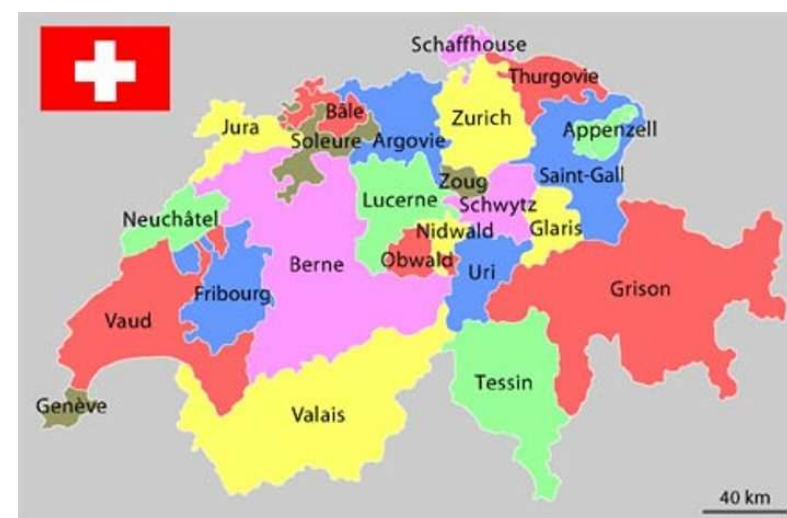 Schaffhouse
Thurgovie
Bâle
Zurich
Jura
Soleure
Argovie
Appenzell
Saint-Gall
Zoug
Lucerne
Schwytz
Neuchâtel
Nidwald
Glaris
Obwald
Berne
Uri
Fribourg
Grison
Vaud
Tessin
Genève
Valais
40 km